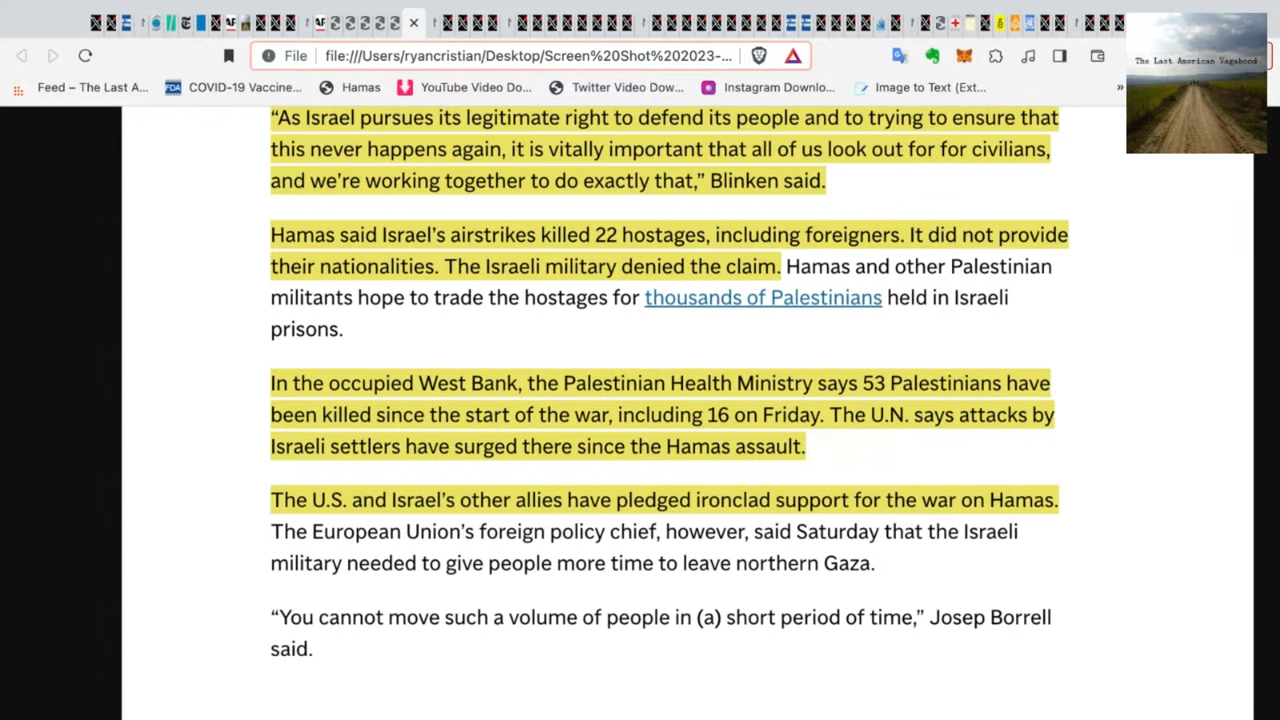 File file:///Users/ryancristian/Desktop/Screen%20Shot%202023-...
Feed – The Last A... FDA COVID-19 Vaccine... Hamas YouTube Video Do... Twitter Video Dow... Instagram Downlo... Image to Text (Ext... »
The Last American Vagabond
“As Israel pursues its legitimate right to defend its people and to trying to ensure that
this never happens again, it is vitally important that all of us look out for for civilians,
and we’re working together to do exactly that,” Blinken said.
Hamas said Israel’s airstrikes killed 22 hostages, including foreigners. It did not provide
their nationalities. The Israeli military denied the claim. Hamas and other Palestinian
militants hope to trade the hostages for thousands of Palestinians held in Israeli
prisons.
In the occupied West Bank, the Palestinian Health Ministry says 53 Palestinians have
been killed since the start of the war, including 16 on Friday. The U.N. says attacks by
Israeli settlers have surged there since the Hamas assault.
The U.S. and Israel’s other allies have pledged ironclad support for the war on Hamas.
The European Union’s foreign policy chief, however, said Saturday that the Israeli
military needed to give people more time to leave northern Gaza.
“You cannot move such a volume of people in (a) short period of time,” Josep Borrell
said.